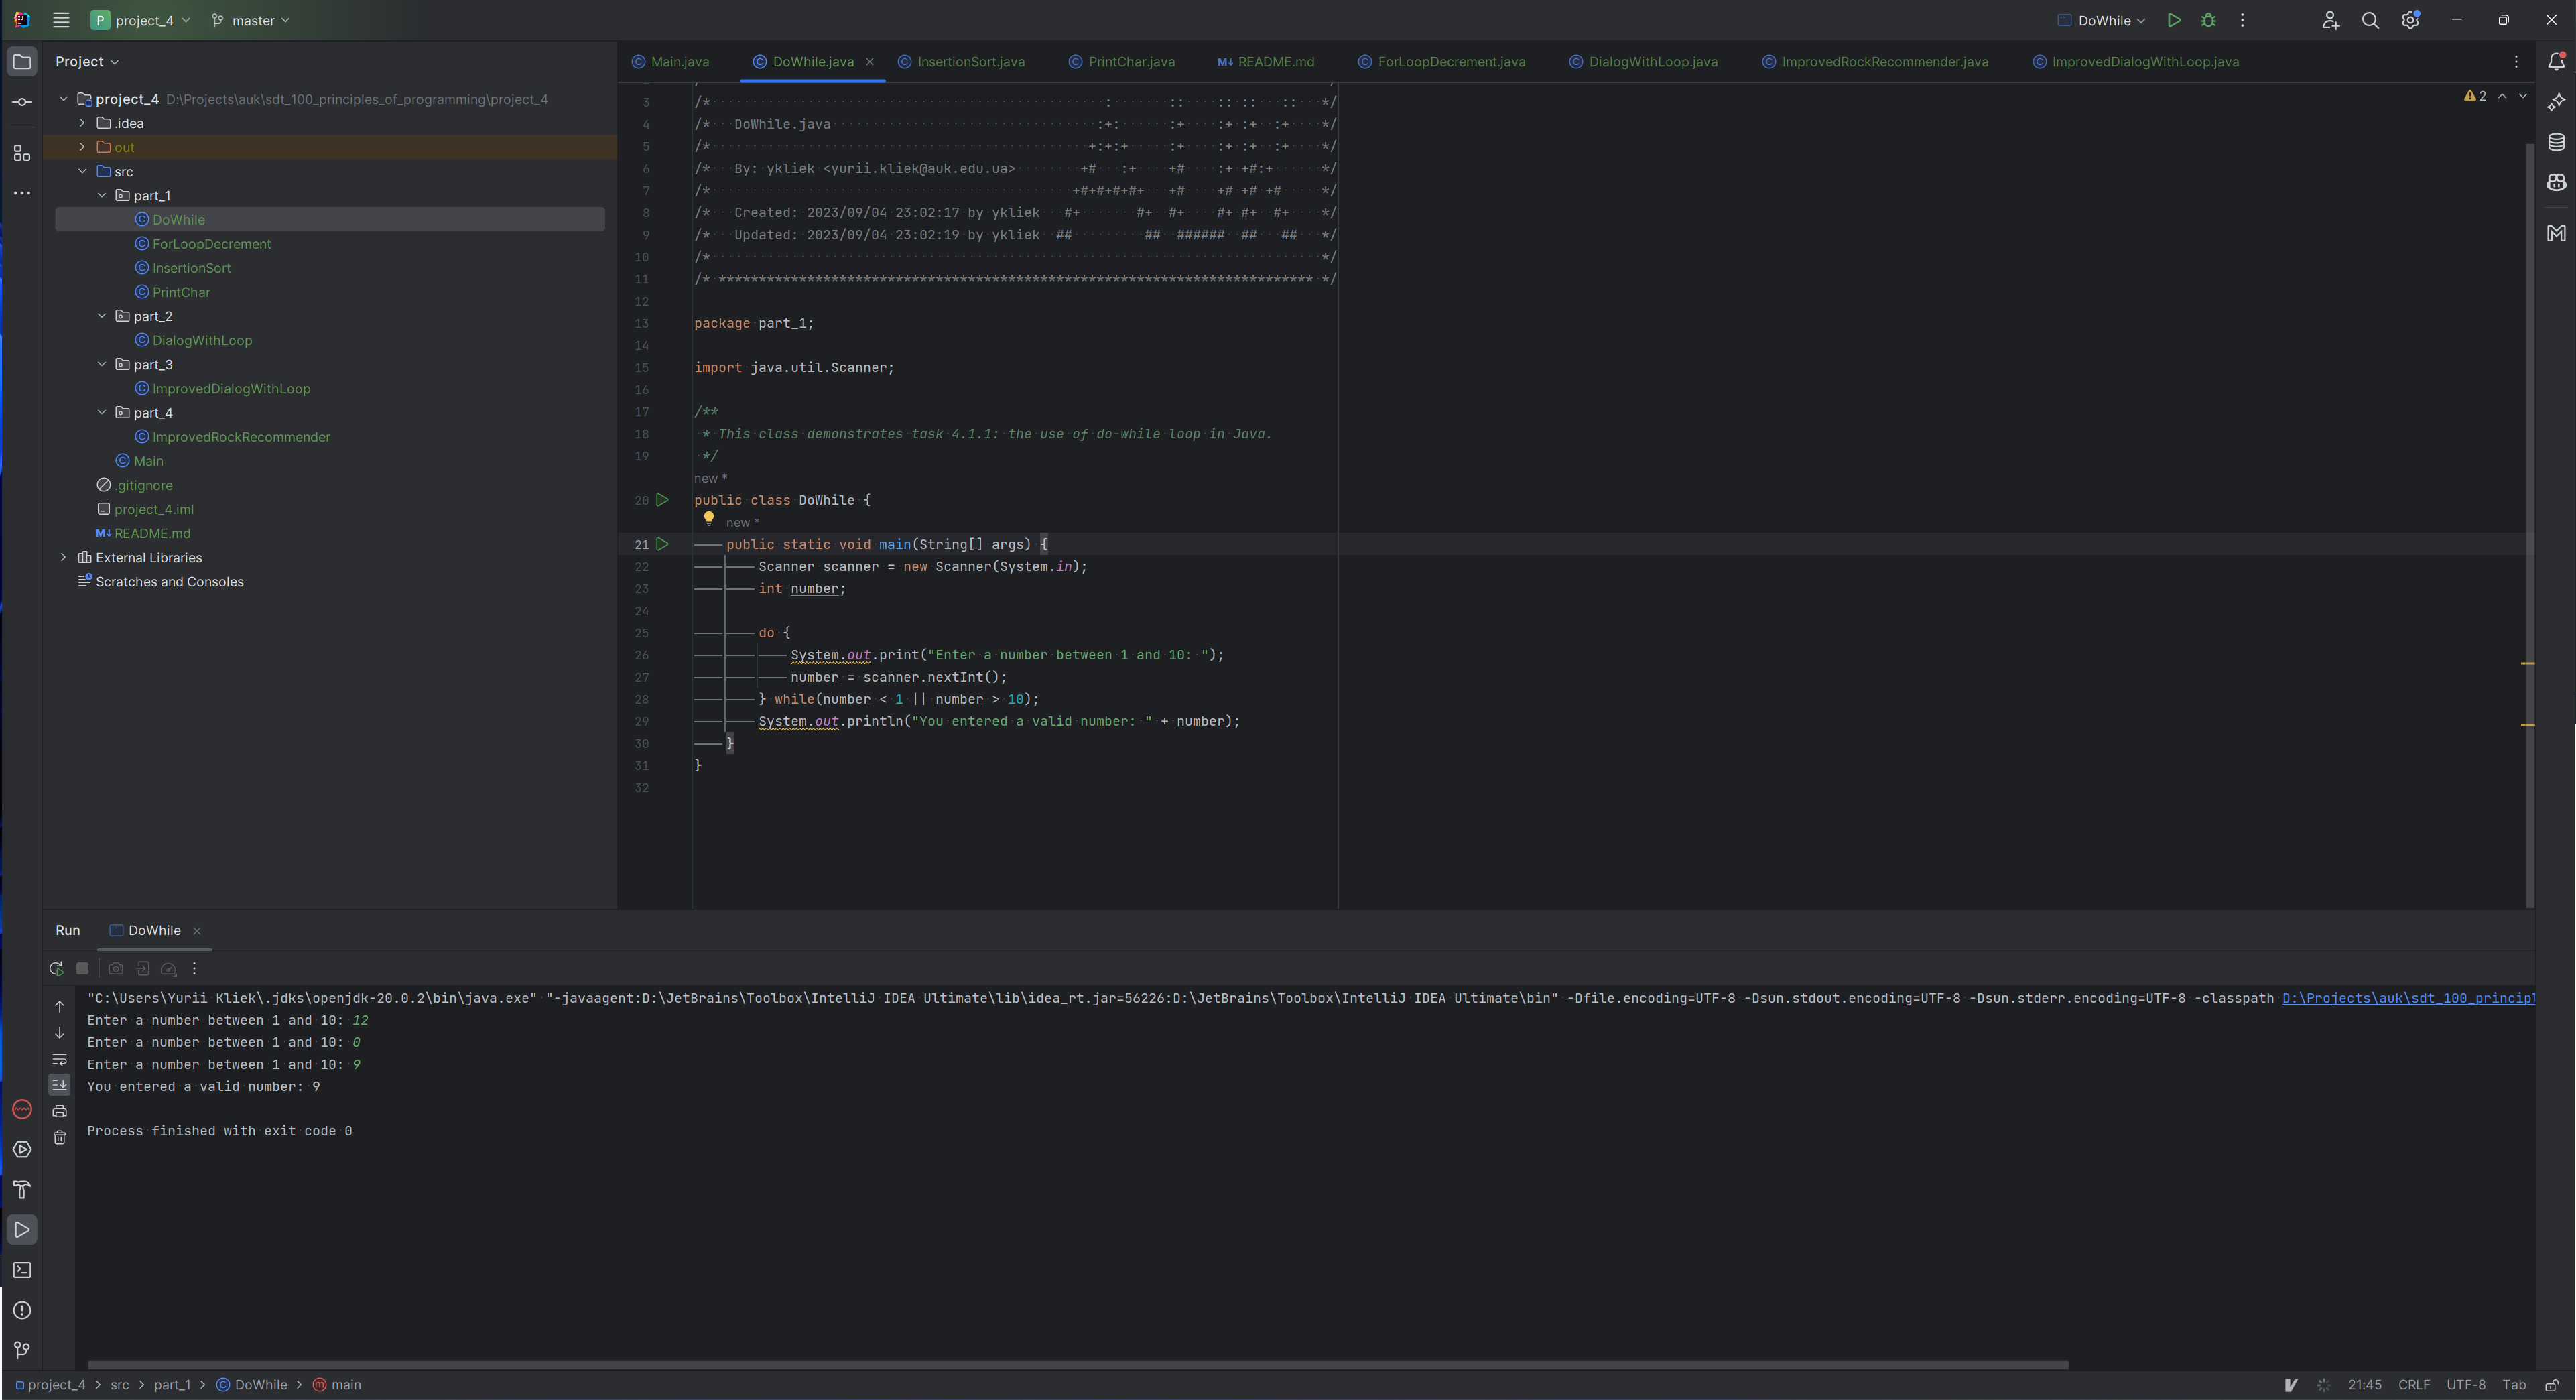 P project_4 master DoWhile
Project
Main.java DoWhile.java InsertionSort.java PrintChar.java M↓ README.md ForLoopDecrement.java DialogWithLoop.java ImprovedRockRecommender.java ImprovedDialogWithLoop.java
project_4 D:\Projects\auk\sdt_100_principles_of_programming\project_4
.idea
out
src
part_1
DoWhile
ForLoopDecrement
InsertionSort
PrintChar
part_2
DialogWithLoop
part_3
ImprovedDialogWithLoop
part_4
ImprovedRockRecommender
Main
.gitignore
project_4.iml
M↓ README.md
External Libraries
Scratches and Consoles
2
3 /* : :: :: :: :: */
4 /* DoWhile.java :+: :+ :+ :+ :+ */
5 /* +:+:+ :+ :+ :+ :+ */
6 /* By: ykliek <yurii.kliek@auk.edu.ua> +# :+ +# :+ +#:+ */
7 /* +#+#+#+#+ +# +# +# +# */
8 /* Created: 2023/09/04 23:02:17 by ykliek #+ #+ #+ #+ #+ #+ */
9 /* Updated: 2023/09/04 23:02:19 by ykliek ## ## ###### ## ## */
10 /* */
11 /* ************************************************************************** */
12
13 package part_1;
14
15 import java.util.Scanner;
16
17 /**
18 * This class demonstrates task 4.1.1: the use of do-while loop in Java.
19 */
new *
20 public class DoWhile {
new *
21 public static void main(String[] args) {
22 Scanner scanner = new Scanner(System.in);
23 int number;
24
25 do {
26 System.out.print("Enter a number between 1 and 10: ");
27 number = scanner.nextInt();
28 } while(number < 1 || number > 10);
29 System.out.println("You entered a valid number: " + number);
30 }
31 }
32
Run DoWhile
"C:\Users\Yurii Kliek\.jdks\openjdk-20.0.2\bin\java.exe" "-javaagent:D:\JetBrains\Toolbox\IntelliJ IDEA Ultimate\lib\idea_rt.jar=56226:D:\JetBrains\Toolbox\IntelliJ IDEA Ultimate\bin" -Dfile.encoding=UTF-8 -Dsun.stdout.encoding=UTF-8 -Dsun.stderr.encoding=UTF-8 -classpath D:\Projects\auk\sdt_100_princip
Enter a number between 1 and 10: 12
Enter a number between 1 and 10: 0
Enter a number between 1 and 10: 9
You entered a valid number: 9
Process finished with exit code 0
project_4 > src > part_1 > DoWhile > main
21:45 CRLF UTF-8 Tab